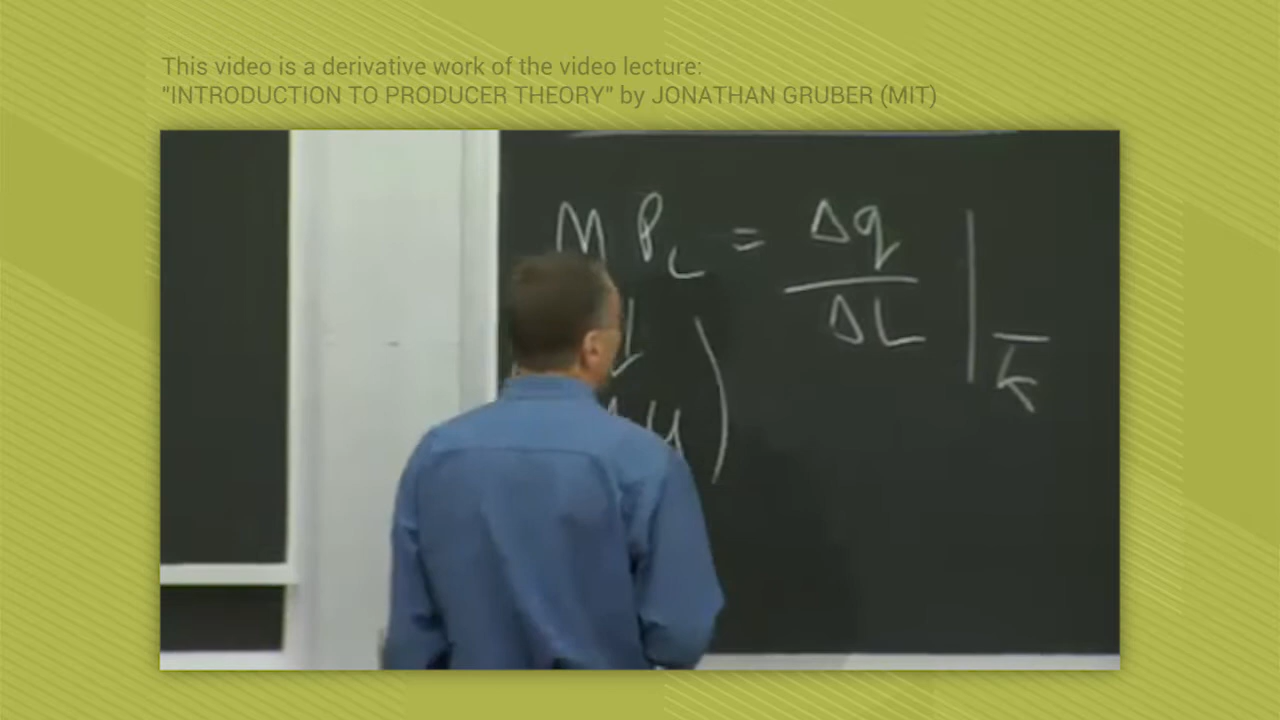 This video is a derivative work of the video lecture:
"INTRODUCTION TO PRODUCER THEORY" by JONATHAN GRUBER (MIT)
MP_L = Δq / ΔL | k̄